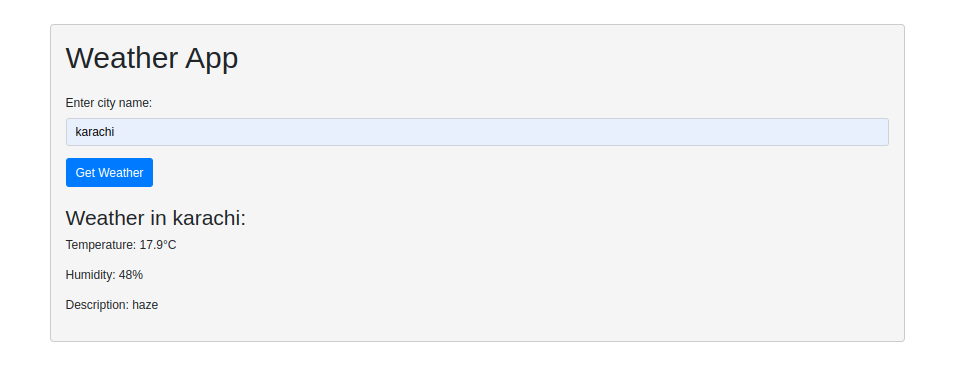 Weather App
Enter city name:
karachi
Get Weather
Weather in karachi:
Temperature: 17.9°C
Humidity: 48%
Description: haze